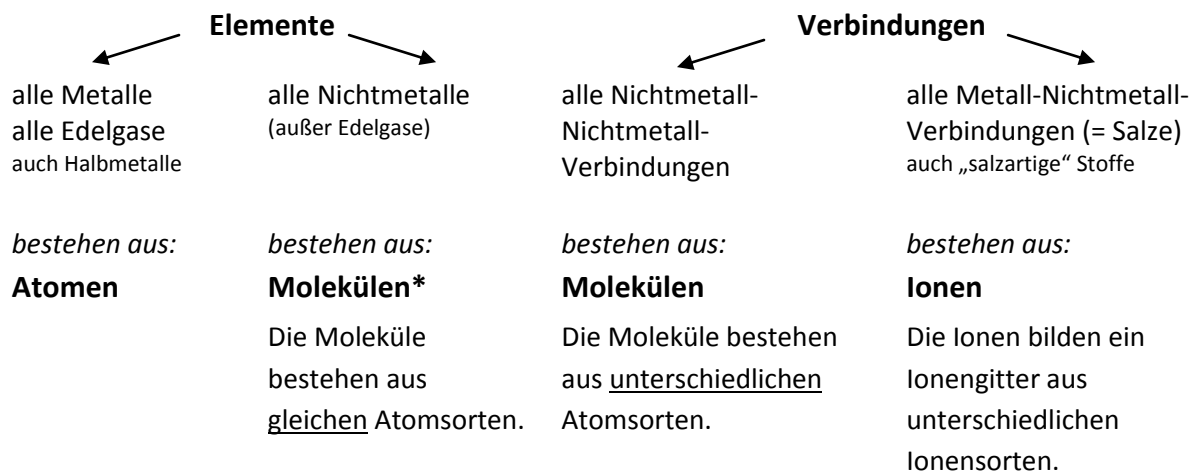 Elemente
alle Metalle
alle Edelgase
auch Halbmetalle
bestehen aus:
Atomen
alle Nichtmetalle
(außer Edelgase)
bestehen aus:
Molekülen*
Die Moleküle
bestehen aus
gleichen Atomsorten.
Verbindungen
alle Nichtmetall-
Nichtmetall-
Verbindungen
bestehen aus:
Molekülen
Die Moleküle bestehen
aus unterschiedlichen
Atomsorten.
alle Metall-Nichtmetall-
Verbindungen (= Salze)
auch „salzartige“ Stoffe
bestehen aus:
Ionen
Die Ionen bilden ein
Ionengitter aus
unterschiedlichen
Ionensorten.